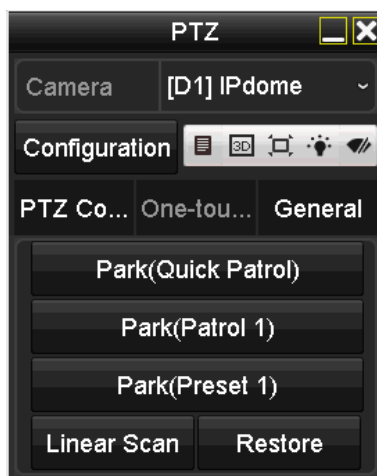 PTZ
Camera [D1] IPdome
Configuration 3D
PTZ Co... One-tou... General
Park(Quick Patrol)
Park(Patrol 1)
Park(Preset 1)
Linear Scan Restore